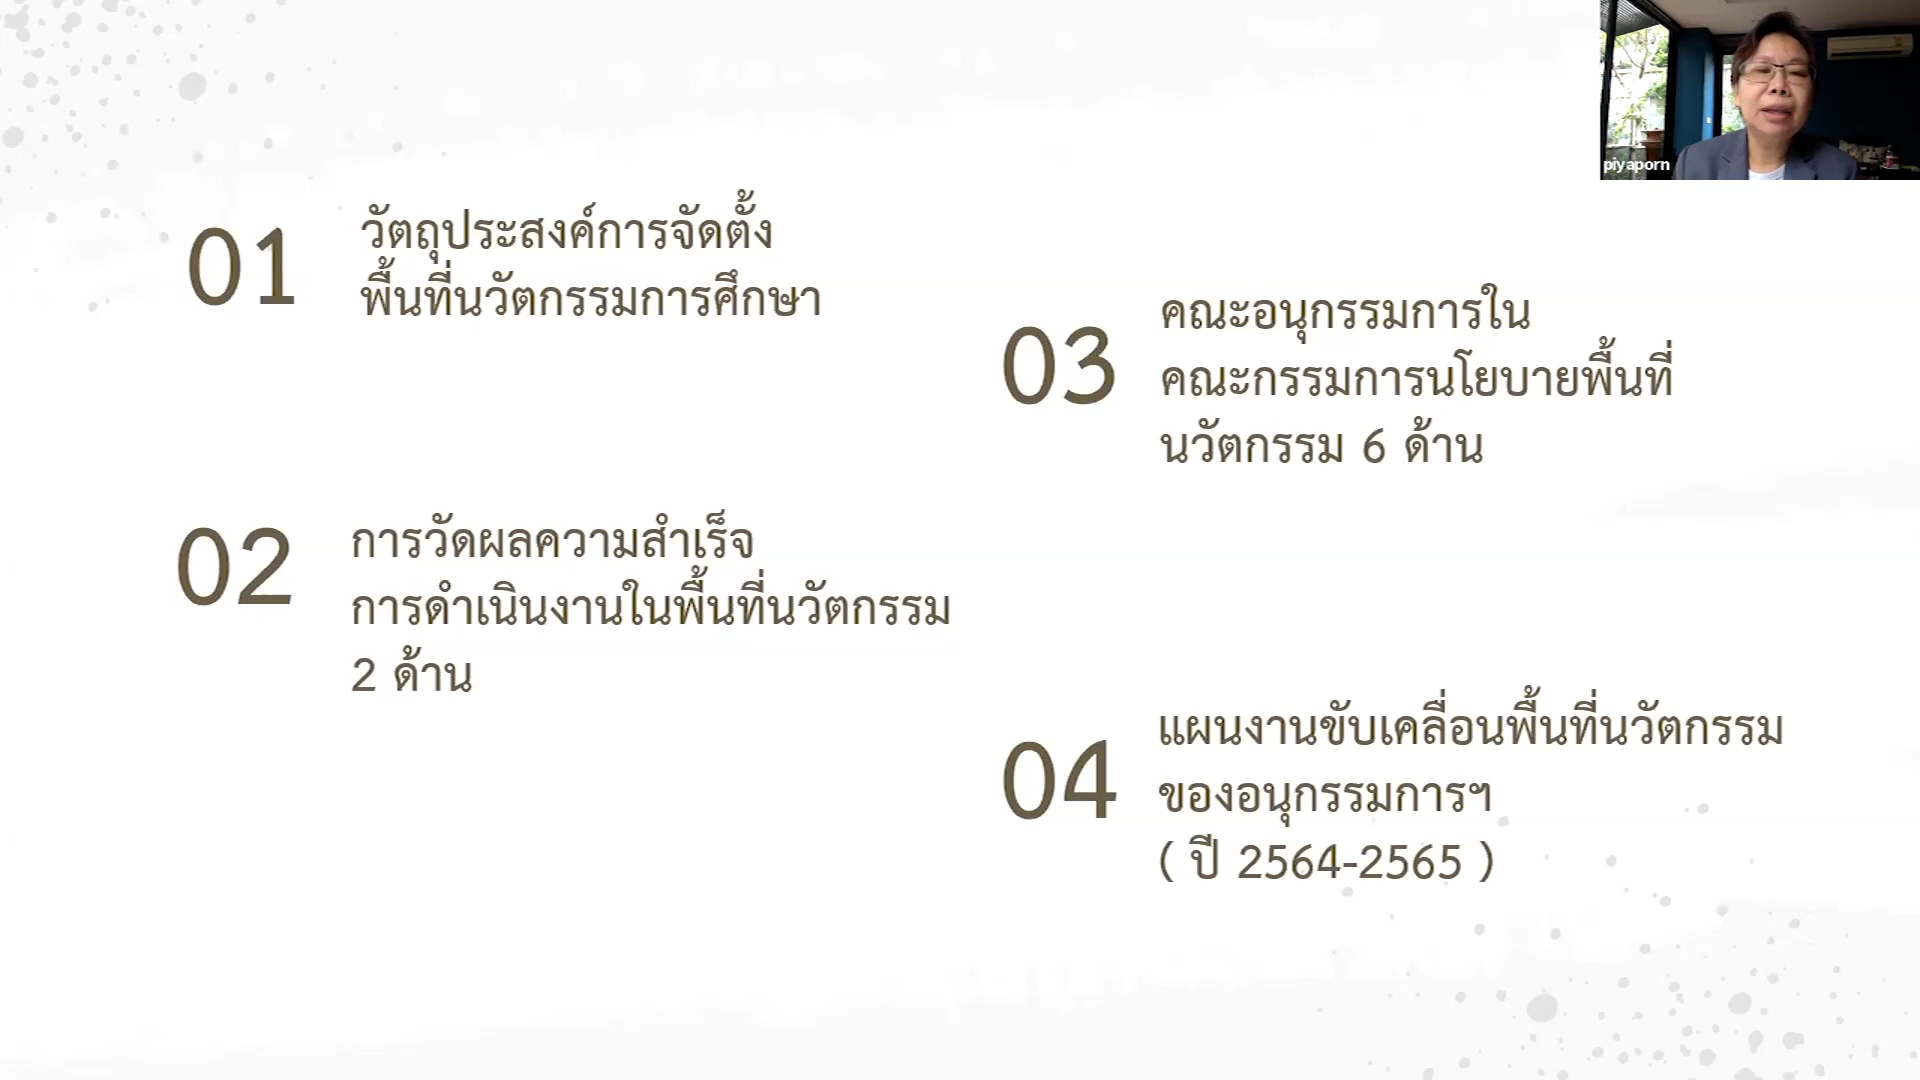 01
วัตถุประสงค์การจัดตั้ง
พื้นที่นวัตกรรมการศึกษา
02
การวัดผลความสำเร็จ
การดำเนินงานในพื้นที่นวัตกรรม
2 ด้าน
03
คณะอนุกรรมการใน
คณะกรรมการนโยบายพื้นที่
นวัตกรรม 6 ด้าน
04
แผนงานขับเคลื่อนพื้นที่นวัตกรรม
ของอนุกรรมการฯ
( ปี 2564-2565 )
piyaporn